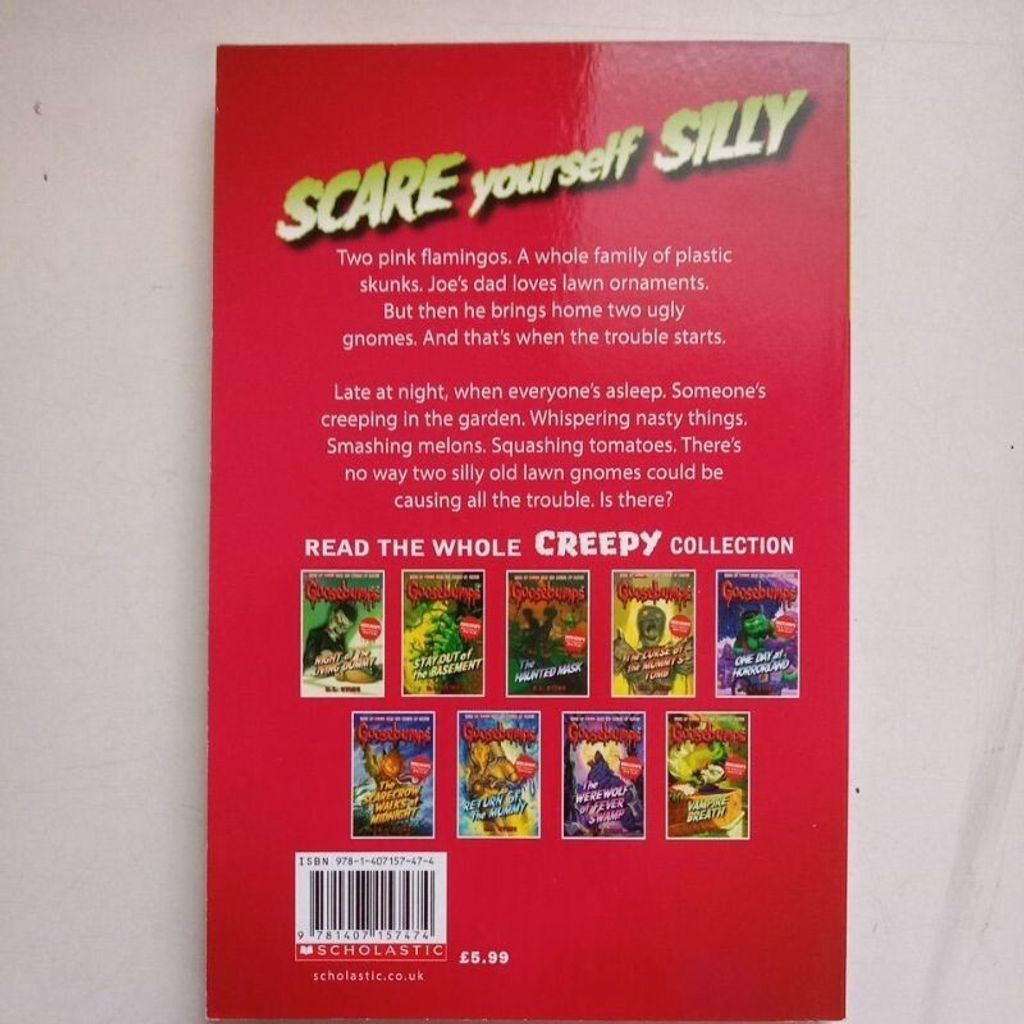 SCARE yourself SILLY
Two pink flamingos. A whole family of plastic
skunks. Joe's dad loves lawn ornaments.
But then he brings home two ugly
gnomes. And that's when the trouble starts.
Late at night, when everyone's asleep. Someone's
creeping in the garden. Whispering nasty things.
Smashing melons. Squashing tomatoes. There's
no way two silly old lawn gnomes could be
causing all the trouble. Is there?
READ THE WHOLE CREEPY COLLECTION
Goosebumps
NIGHT of the
LIVING DUMMY
R.L. STINE
Goosebumps
STAY OUT of
the BASEMENT
Goosebumps
The
HAUNTED MASK
R.L. STINE
Goosebumps
The CURSE of
the MUMMY'S
TOMB
Goosebumps
ONE DAY at
HORRORLAND
Goosebumps
The
SCARECROW
WALKS at
MIDNIGHT
Goosebumps
RETURN of
the MUMMY
Goosebumps
The
WEREWOLF
of FEVER
SWAMP
Goosebumps
VAMPIRE
BREATH
ISBN 978-1-407157-47-4
9 781407 157474
SCHOLASTIC
£5.99
scholastic.co.uk